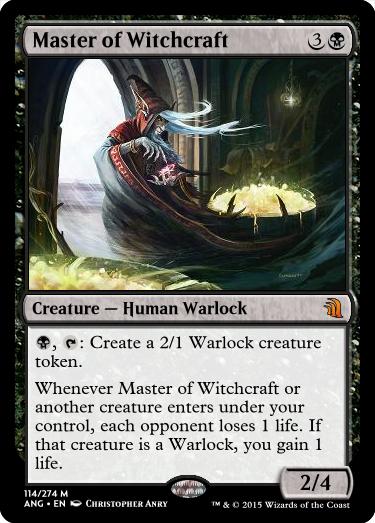 Master of Witchcraft 3
Creature — Human Warlock
, : Create a 2/1 Warlock creature
token.
Whenever Master of Witchcraft or
another creature enters under your
control, each opponent loses 1 life. If
that creature is a Warlock, you gain 1
life.
2/4
114/274 M
ANG • EN Christopher Anry
™ & © 2015 Wizards of the Coast